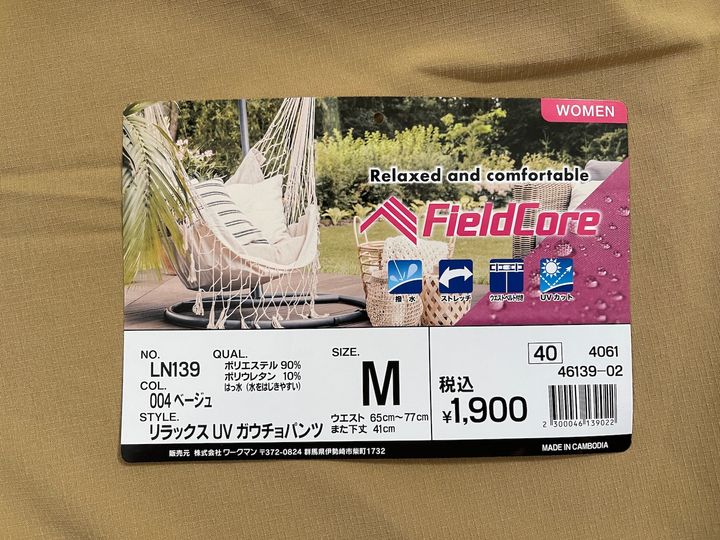 WOMEN
Relaxed and comfortable
FieldCore
撥水
ストレッチ
ウエストベルト付き
UVカット
NO. LN139
COL. 004 ベージュ
STYLE. リラックス UV ガウチョパンツ
QUAL.
ポリエステル 90%
ポリウレタン 10%
はっ水（水をはじきやすい）
SIZE.
M
ウエスト 65cm〜77cm
また下丈 41cm
40 4061
46139-02
税込
¥1,900
2 300046 139022
販売元 株式会社 ワークマン 〒372-0824 群馬県伊勢崎市柴町1732
MADE IN CAMBODIA